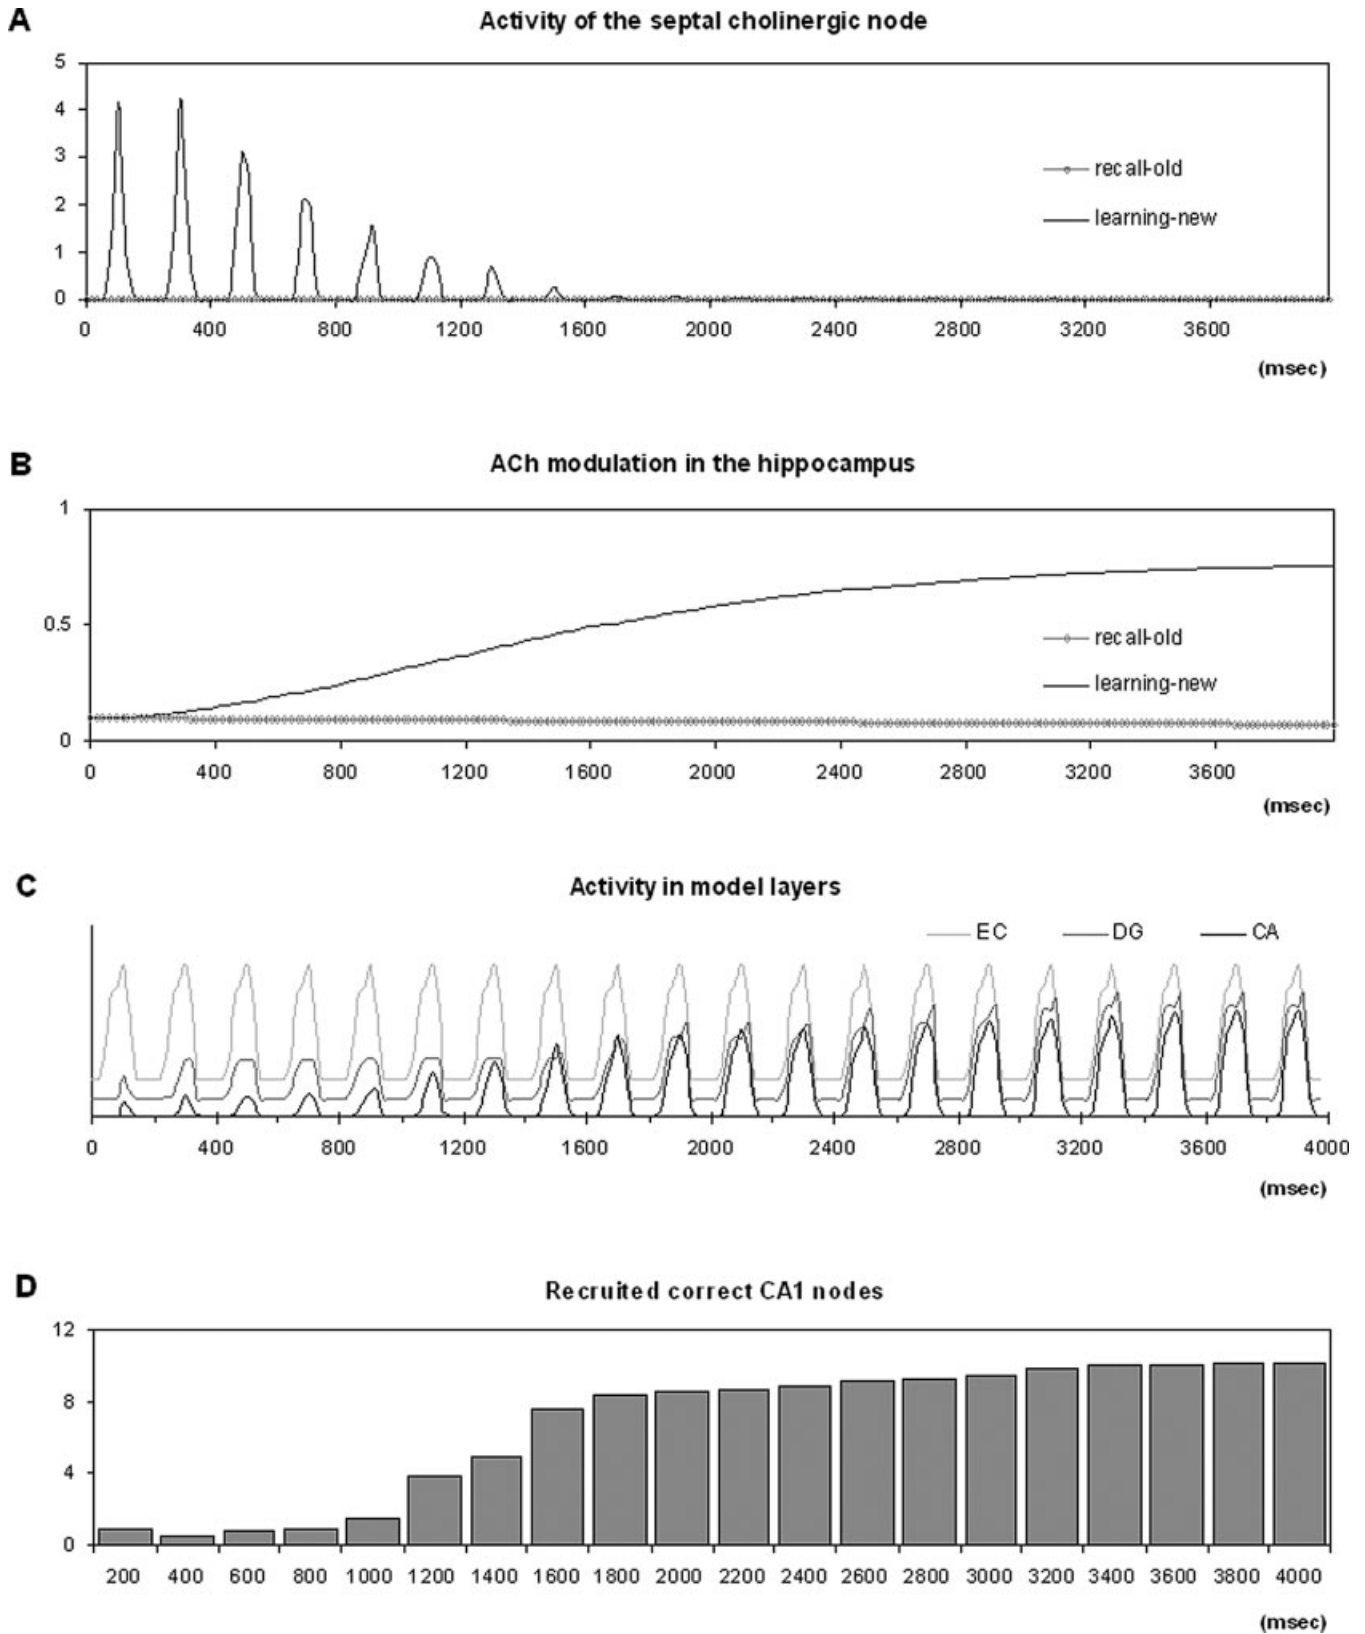 A
Activity of the septal cholinergic node
5
4
3
2
1
0
recall-old
learning-new
0 400 800 1200 1600 2000 2400 2800 3200 3600
(msec)
B
ACh modulation in the hippocampus
1
0.5
0
recall-old
learning-new
0 400 800 1200 1600 2000 2400 2800 3200 3600
(msec)
C
Activity in model layers
EC DG CA
0 400 800 1200 1600 2000 2400 2800 3200 3600 4000
(msec)
D
Recruited correct CA1 nodes
12
8
4
0
200 400 600 800 1000 1200 1400 1600 1800 2000 2200 2400 2600 2800 3000 3200 3400 3600 3800 4000
(msec)